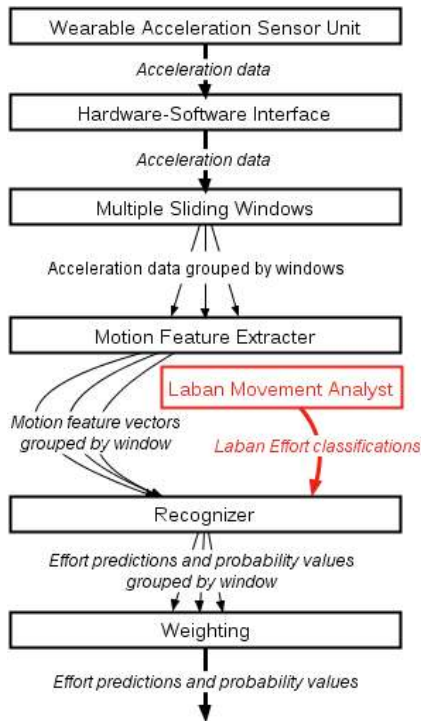 Wearable Acceleration Sensor Unit
Acceleration data
Hardware-Software Interface
Acceleration data
Multiple Sliding Windows
Acceleration data grouped by windows
Motion Feature Extracter
Laban Movement Analyst
Motion feature vectors
grouped by window
Laban Effort classifications
Recognizer
Effort predictions and probability values
grouped by window
Weighting
Effort predictions and probability values